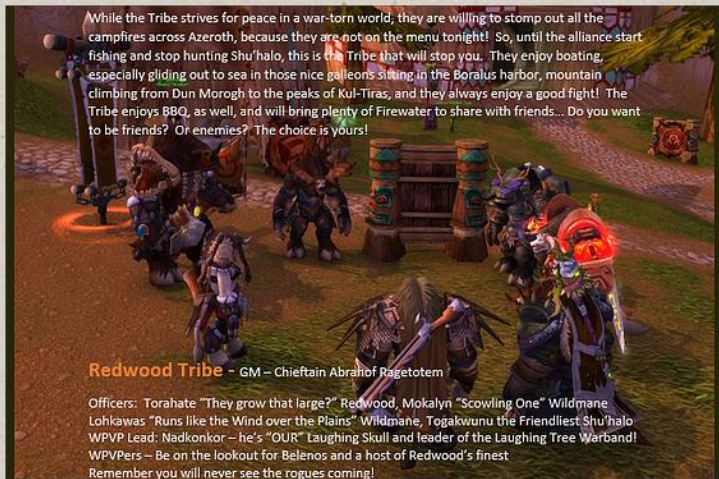 While the Tribe strives for peace in a war-torn world, they are willing to stomp out all the
campfires across Azeroth, because they are not on the menu tonight!  So, until the alliance start
fishing and stop hunting Shu'halo, this is the Tribe that will stop you.  They enjoy boating,
especially gliding out to sea in those nice galleons sitting in the Boralus harbor, mountain
climbing from Dun Morogh to the peaks of Kul-Tiras, and they always enjoy a good fight!  The
Tribe enjoys BBQ, as well, and will bring plenty of Firewater to share with friends... Do you want
to be friends?  Or enemies?  The choice is yours!
Redwood Tribe - GM – Chieftain Abrahof Ragetotem
Officers:  Torahate “They grow that large?” Redwood, Mokalyn “Scowling One” Wildmane
Lohkawas “Runs like the Wind over the Plains” Wildmane, Togakwunu the Friendliest Shu'halo
WPVP Lead: Nadkonkor – he's “OUR” Laughing Skull and leader of the Laughing Tree Warband!
WPVPers – Be on the lookout for Belenos and a host of Redwood's finest
Remember you will never see the rogues coming!